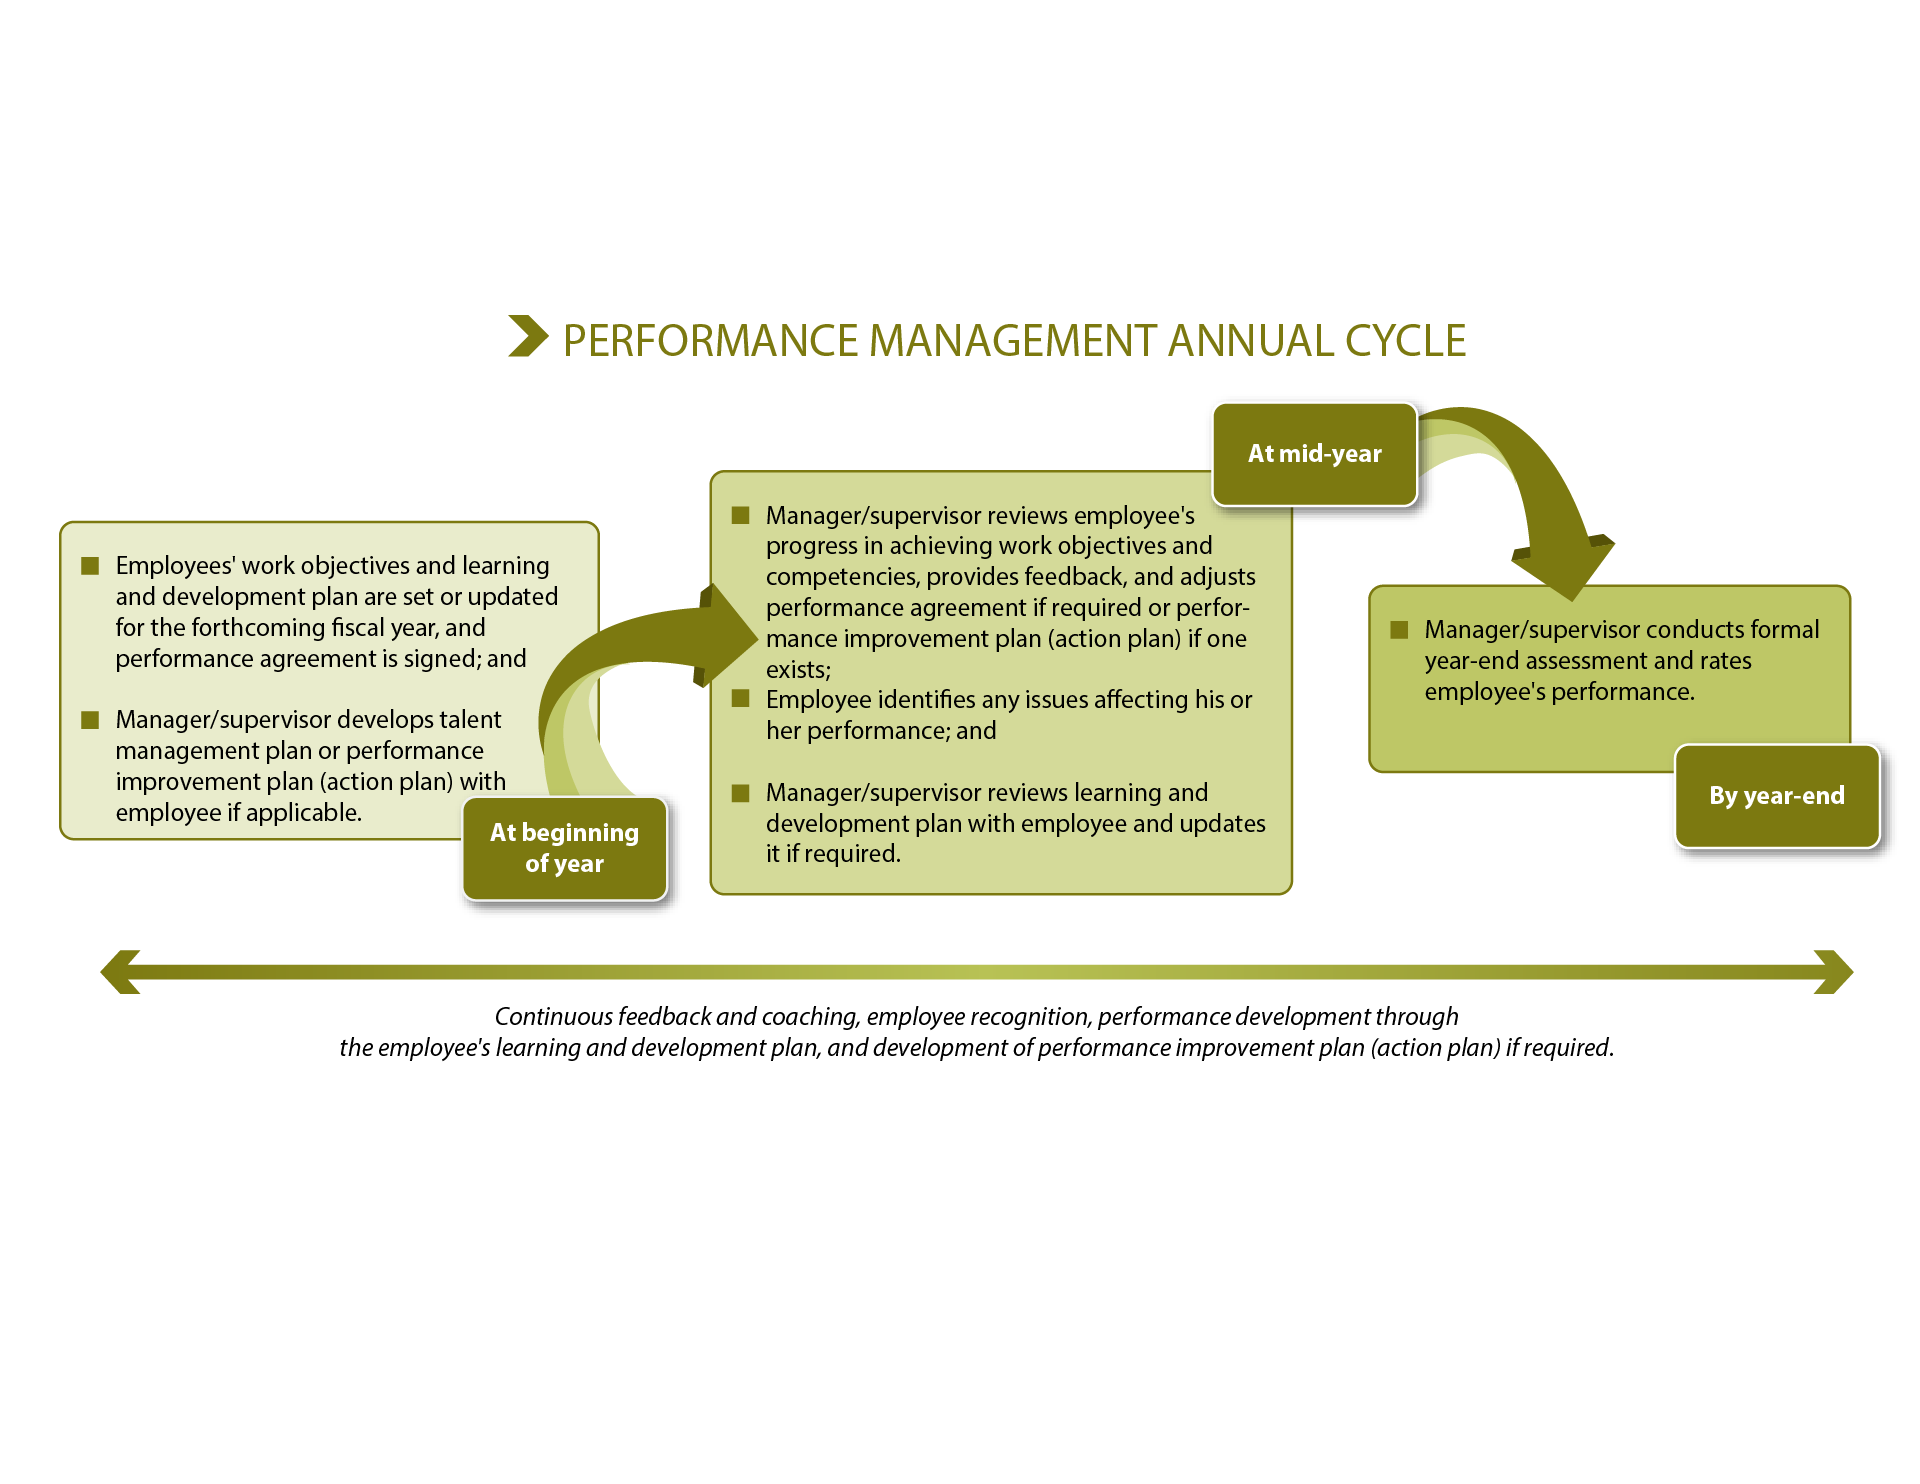 PERFORMANCE MANAGEMENT ANNUAL CYCLE
Employees' work objectives and learning
and development plan are set or updated
for the forthcoming fiscal year, and
performance agreement is signed; and
Manager/supervisor develops talent
management plan or performance
improvement plan (action plan) with
employee if applicable.
At beginning
of year
At mid-year
Manager/supervisor reviews employee's
progress in achieving work objectives and
competencies, provides feedback, and adjusts
performance agreement if required or perfor-
mance improvement plan (action plan) if one
exists;
Employee identifies any issues affecting his or
her performance; and
Manager/supervisor reviews learning and
development plan with employee and updates
it if required.
Manager/supervisor conducts formal
year-end assessment and rates
employee's performance.
By year-end
Continuous feedback and coaching, employee recognition, performance development through
the employee's learning and development plan, and development of performance improvement plan (action plan) if required.